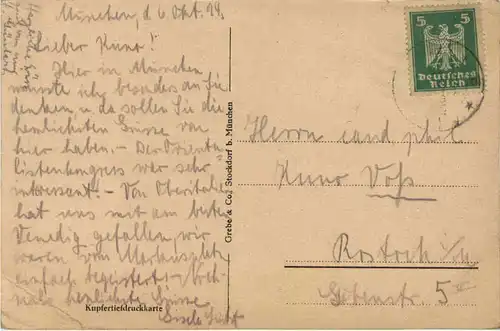 München, d. 6. Okt. 24.
Lieber Kuno!
Hier in München
musste ich besonders an Sie
denken, u. da sollen Sie die
herzlichsten Grüsse von
hier haben. – Der Orienta-
listenkongress war sehr
interessant. – Von Oberitalien
hat uns mit am besten
Venedig gefallen, wir
waren vom Markusplatz
einfach begeistert. –
herzlichste Grüsse
Kupfertiefdruckkarte
Grebe & Co., Stockdorf b. München
5 5
Deutsches
Reich
Herrn cand phil
Kuno Voß
Rostock i/M
5